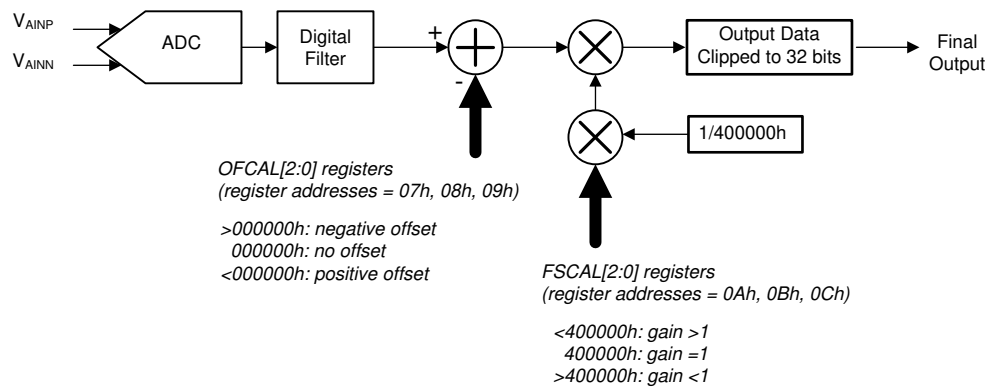 VAINP
VAINN
ADC
Digital
Filter
+
-
Output Data
Clipped to 32 bits
Final
Output
1/400000h
OFCAL[2:0] registers
(register addresses = 07h, 08h, 09h)
>000000h: negative offset
000000h: no offset
<000000h: positive offset
FSCAL[2:0] registers
(register addresses = 0Ah, 0Bh, 0Ch)
<400000h: gain >1
400000h: gain =1
>400000h: gain <1